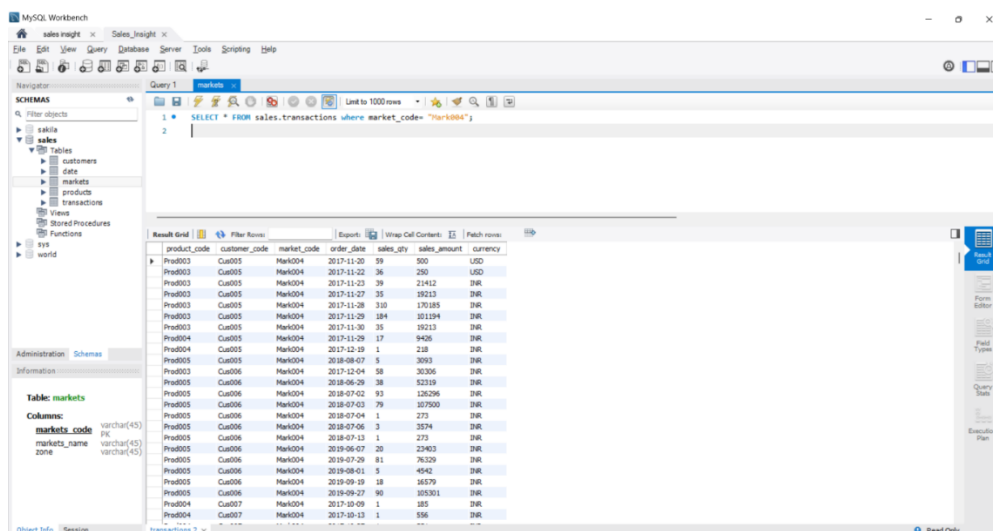 MySQL Workbench
sales insight × Sales_Insight ×
File Edit View Query Database Server Tools Scripting Help
Navigator
SCHEMAS
Filter objects
sakila
sales
Tables
customers
date
markets
products
transactions
Views
Stored Procedures
Functions
sys
world
Administration Schemas
Information
Table: markets
Columns:
markets_code varchar(45) PK
markets_name varchar(45)
zone varchar(45)
Object Info Session
Query 1 markets ×
Limit to 1000 rows
1 SELECT * FROM sales.transactions where market_code= "Mark004";
2
Result Grid Filter Rows: Export: Wrap Cell Content: Fetch rows:
product_code customer_code market_code order_date sales_qty sales_amount currency
Prod003 Cus005 Mark004 2017-11-20 59 500 USD
Prod003 Cus005 Mark004 2017-11-22 36 250 USD
Prod003 Cus005 Mark004 2017-11-23 39 21412 INR
Prod003 Cus005 Mark004 2017-11-27 35 19213 INR
Prod003 Cus005 Mark004 2017-11-28 310 170185 INR
Prod003 Cus005 Mark004 2017-11-29 184 101194 INR
Prod003 Cus005 Mark004 2017-11-30 35 19213 INR
Prod004 Cus005 Mark004 2017-11-29 17 9426 INR
Prod004 Cus005 Mark004 2017-12-19 1 218 INR
Prod005 Cus005 Mark004 2018-08-07 5 3093 INR
Prod003 Cus006 Mark004 2017-12-04 58 30306 INR
Prod005 Cus006 Mark004 2018-06-29 38 52319 INR
Prod005 Cus006 Mark004 2018-07-02 93 126296 INR
Prod005 Cus006 Mark004 2018-07-03 79 107500 INR
Prod005 Cus006 Mark004 2018-07-04 1 273 INR
Prod005 Cus006 Mark004 2018-07-06 3 3574 INR
Prod005 Cus006 Mark004 2018-07-13 1 273 INR
Prod005 Cus006 Mark004 2019-06-07 20 23403 INR
Prod005 Cus006 Mark004 2019-07-29 81 76329 INR
Prod005 Cus006 Mark004 2019-08-01 5 4542 INR
Prod005 Cus006 Mark004 2019-09-19 18 16579 INR
Prod005 Cus006 Mark004 2019-09-27 90 105301 INR
Prod004 Cus007 Mark004 2017-10-09 1 185 INR
Prod004 Cus007 Mark004 2017-10-13 1 556 INR
transactions 2 ×
Read Only
Result Grid
Form Editor
Field Types
Query Stats
Execution Plan